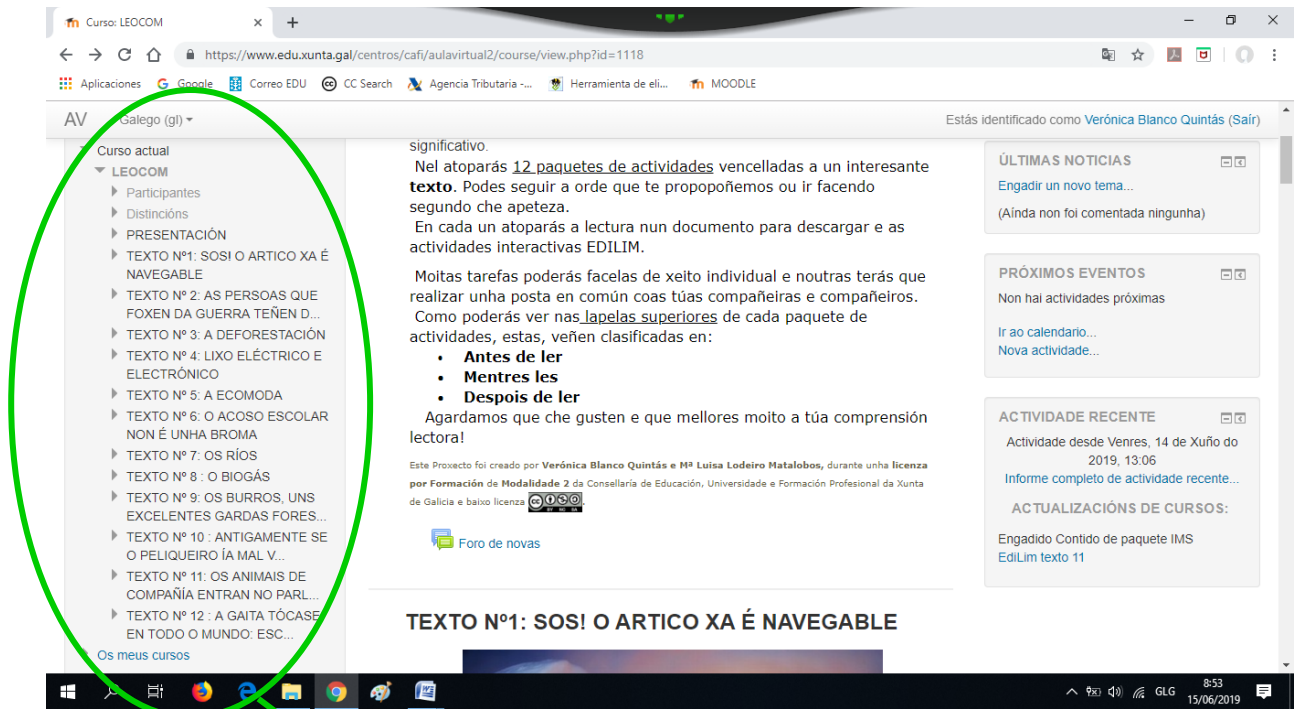 Curso: LEOCOM
https://www.edu.xunta.gal/centros/cafi/aulavirtual2/course/view.php?id=1118
Aplicaciones Google Correo EDU CC Search Agencia Tributaria -... Herramienta de eli... MOODLE
AV Galego (gl) Estás identificado como Verónica Blanco Quintás (Saír)
Curso actual
LEOCOM
Participantes
Distincións
PRESENTACIÓN
TEXTO Nº1: SOS! O ARTICO XA É
NAVEGABLE
TEXTO Nº 2: AS PERSOAS QUE
FOXEN DA GUERRA TEÑEN D...
TEXTO Nº 3: A DEFORESTACIÓN
TEXTO Nº 4: LIXO ELÉCTRICO E
ELECTRÓNICO
TEXTO Nº 5: A ECOMODA
TEXTO Nº 6: O ACOSO ESCOLAR
NON É UNHA BROMA
TEXTO Nº 7: OS RÍOS
TEXTO Nº 8 : O BIOGÁS
TEXTO Nº 9: OS BURROS, UNS
EXCELENTES GARDAS FORES...
TEXTO Nº 10 : ANTIGAMENTE SE
O PELIQUEIRO ÍA MAL V...
TEXTO Nº 11: OS ANIMAIS DE
COMPAÑÍA ENTRAN NO PARL...
TEXTO Nº 12 : A GAITA TÓCASE
EN TODO O MUNDO: ESC...
Os meus cursos
significativo.
Nel atoparás 12 paquetes de actividades vencelladas a un interesante
texto. Podes seguir a orde que te propopoñemos ou ir facendo
segundo che apeteza.
En cada un atoparás a lectura nun documento para descargar e as
actividades interactivas EDILIM.
Moitas tarefas poderás facelas de xeito individual e noutras terás que
realizar unha posta en común coas túas compañeiras e compañeiros.
Como poderás ver nas lapelas superiores de cada paquete de
actividades, estas, veñen clasificadas en:
• Antes de ler
• Mentres les
• Despois de ler
Agardamos que che gusten e que mellores moito a túa comprensión
lectora!
Este Proxecto foi creado por Verónica Blanco Quintás e Mª Luisa Lodeiro Matalobos, durante unha licenza
por Formación de Modalidade 2 da Consellaría de Educación, Universidade e Formación Profesional da Xunta
de Galicia e baixo licenza CC BY NC SA.
Foro de novas
TEXTO Nº1: SOS! O ARTICO XA É NAVEGABLE
ÚLTIMAS NOTICIAS
Engadir un novo tema...
(Aínda non foi comentada ningunha)
PRÓXIMOS EVENTOS
Non hai actividades próximas
Ir ao calendario...
Nova actividade...
ACTIVIDADE RECENTE
Actividade desde Venres, 14 de Xuño do
2019, 13:06
Informe completo de actividade recente...
ACTUALIZACIÓNS DE CURSOS:
Engadido Contido de paquete IMS
EdiLim texto 11
GLG 8:53
15/06/2019